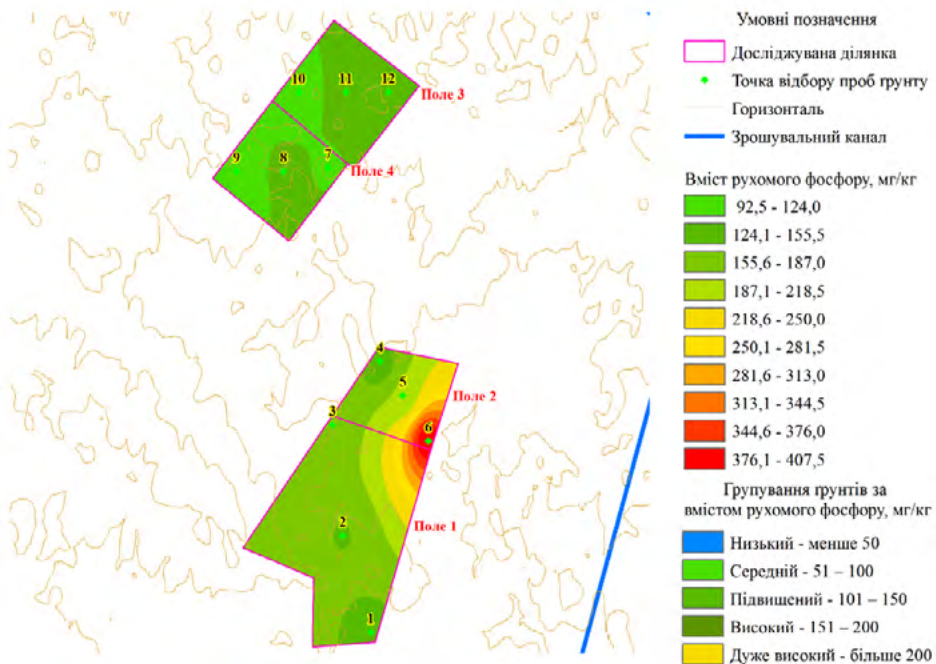 10
11
12
Поле 3
9
8
7
Поле 4
4
5
Поле 2
3
6
Поле 1
2
1
Умовні позначення
Досліджувана ділянка
Точка відбору проб ґрунту
Горизонталь
Зрошувальний канал
Вміст рухомого фосфору, мг/кг
92,5 - 124,0
124,1 - 155,5
155,6 - 187,0
187,1 - 218,5
218,6 - 250,0
250,1 - 281,5
281,6 - 313,0
313,1 - 344,5
344,6 - 376,0
376,1 - 407,5
Групування ґрунтів за
вмістом рухомого фосфору, мг/кг
Низький - менше 50
Середній - 51 – 100
Підвищений - 101 – 150
Високий - 151 – 200
Дуже високий - більше 200